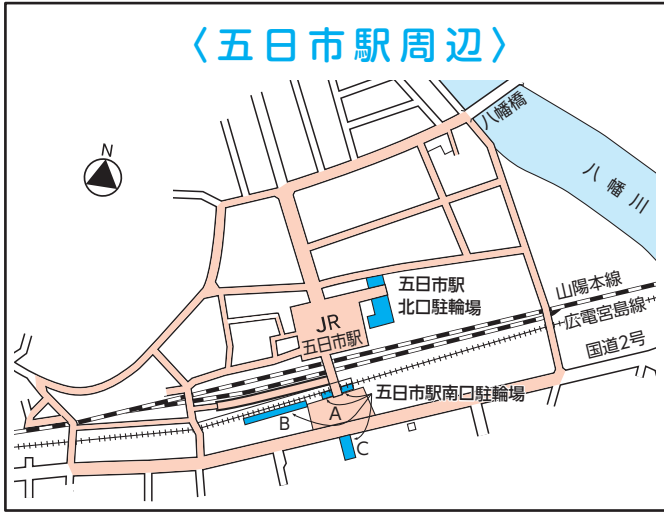 〈五日市駅周辺〉
N
八幡橋
八幡川
五日市駅
北口駐輪場
山陽本線
広電宮島線
国道2号
JR
五日市駅
五日市駅南口駐輪場
A
B
C